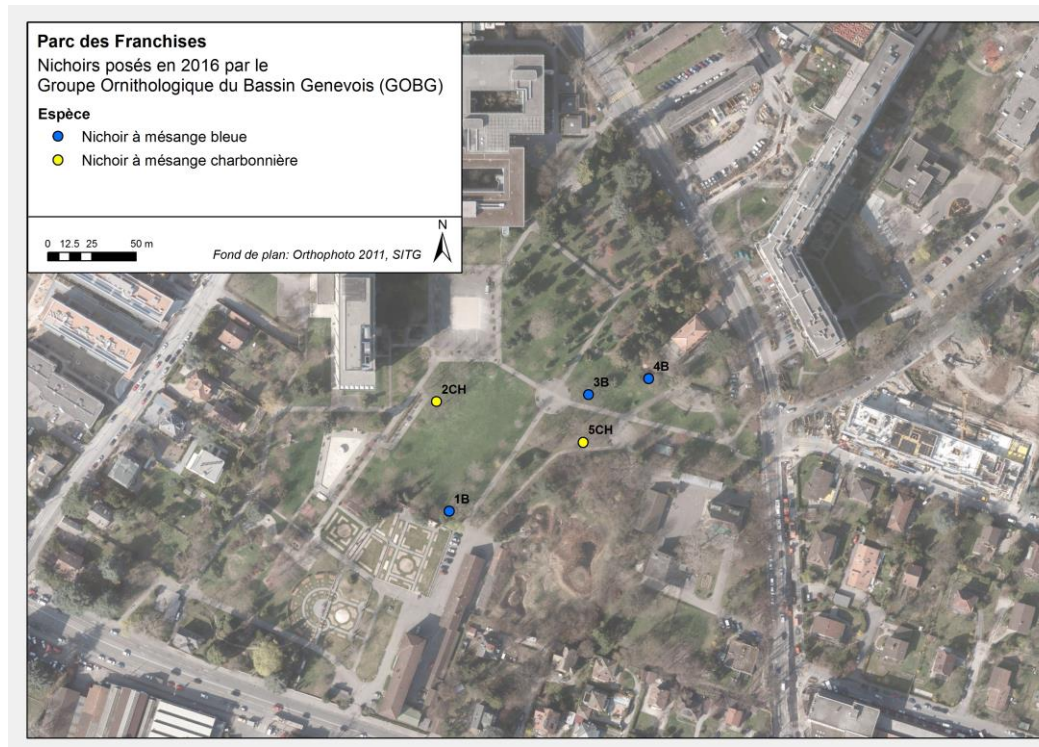 Parc des Franchises
Nichoirs posés en 2016 par le
Groupe Ornithologique du Bassin Genevois (GOBG)
Espèce
Nichoir à mésange bleue
Nichoir à mésange charbonnière
0 12.5 25 50 m
Fond de plan: Orthophoto 2011, SITG
N
4B
3B
2CH
5CH
1B